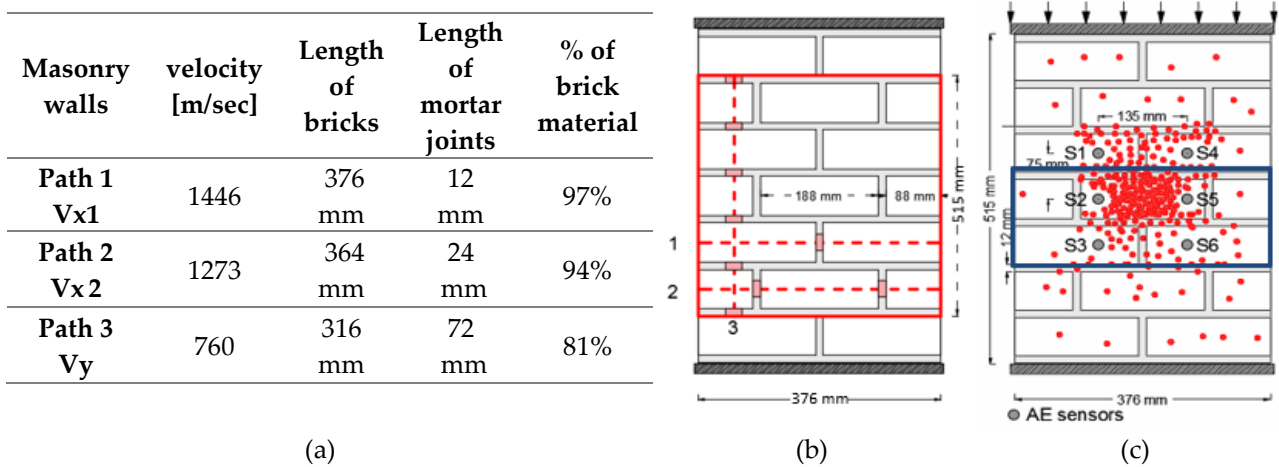 Masonry walls velocity [m/sec] Length of bricks Length of mortar joints % of brick material
Path 1 Vx1 1446 376 mm 12 mm 97%
Path 2 Vx 2 1273 364 mm 24 mm 94%
Path 3 Vy 760 316 mm 72 mm 81%
(a)
188 mm
88 mm
515 mm
1
2
3
376 mm
(b)
135 mm
S1
S4
75 mm
S2
S5
515 mm
12 mm
S3
S6
376 mm
AE sensors
(c)